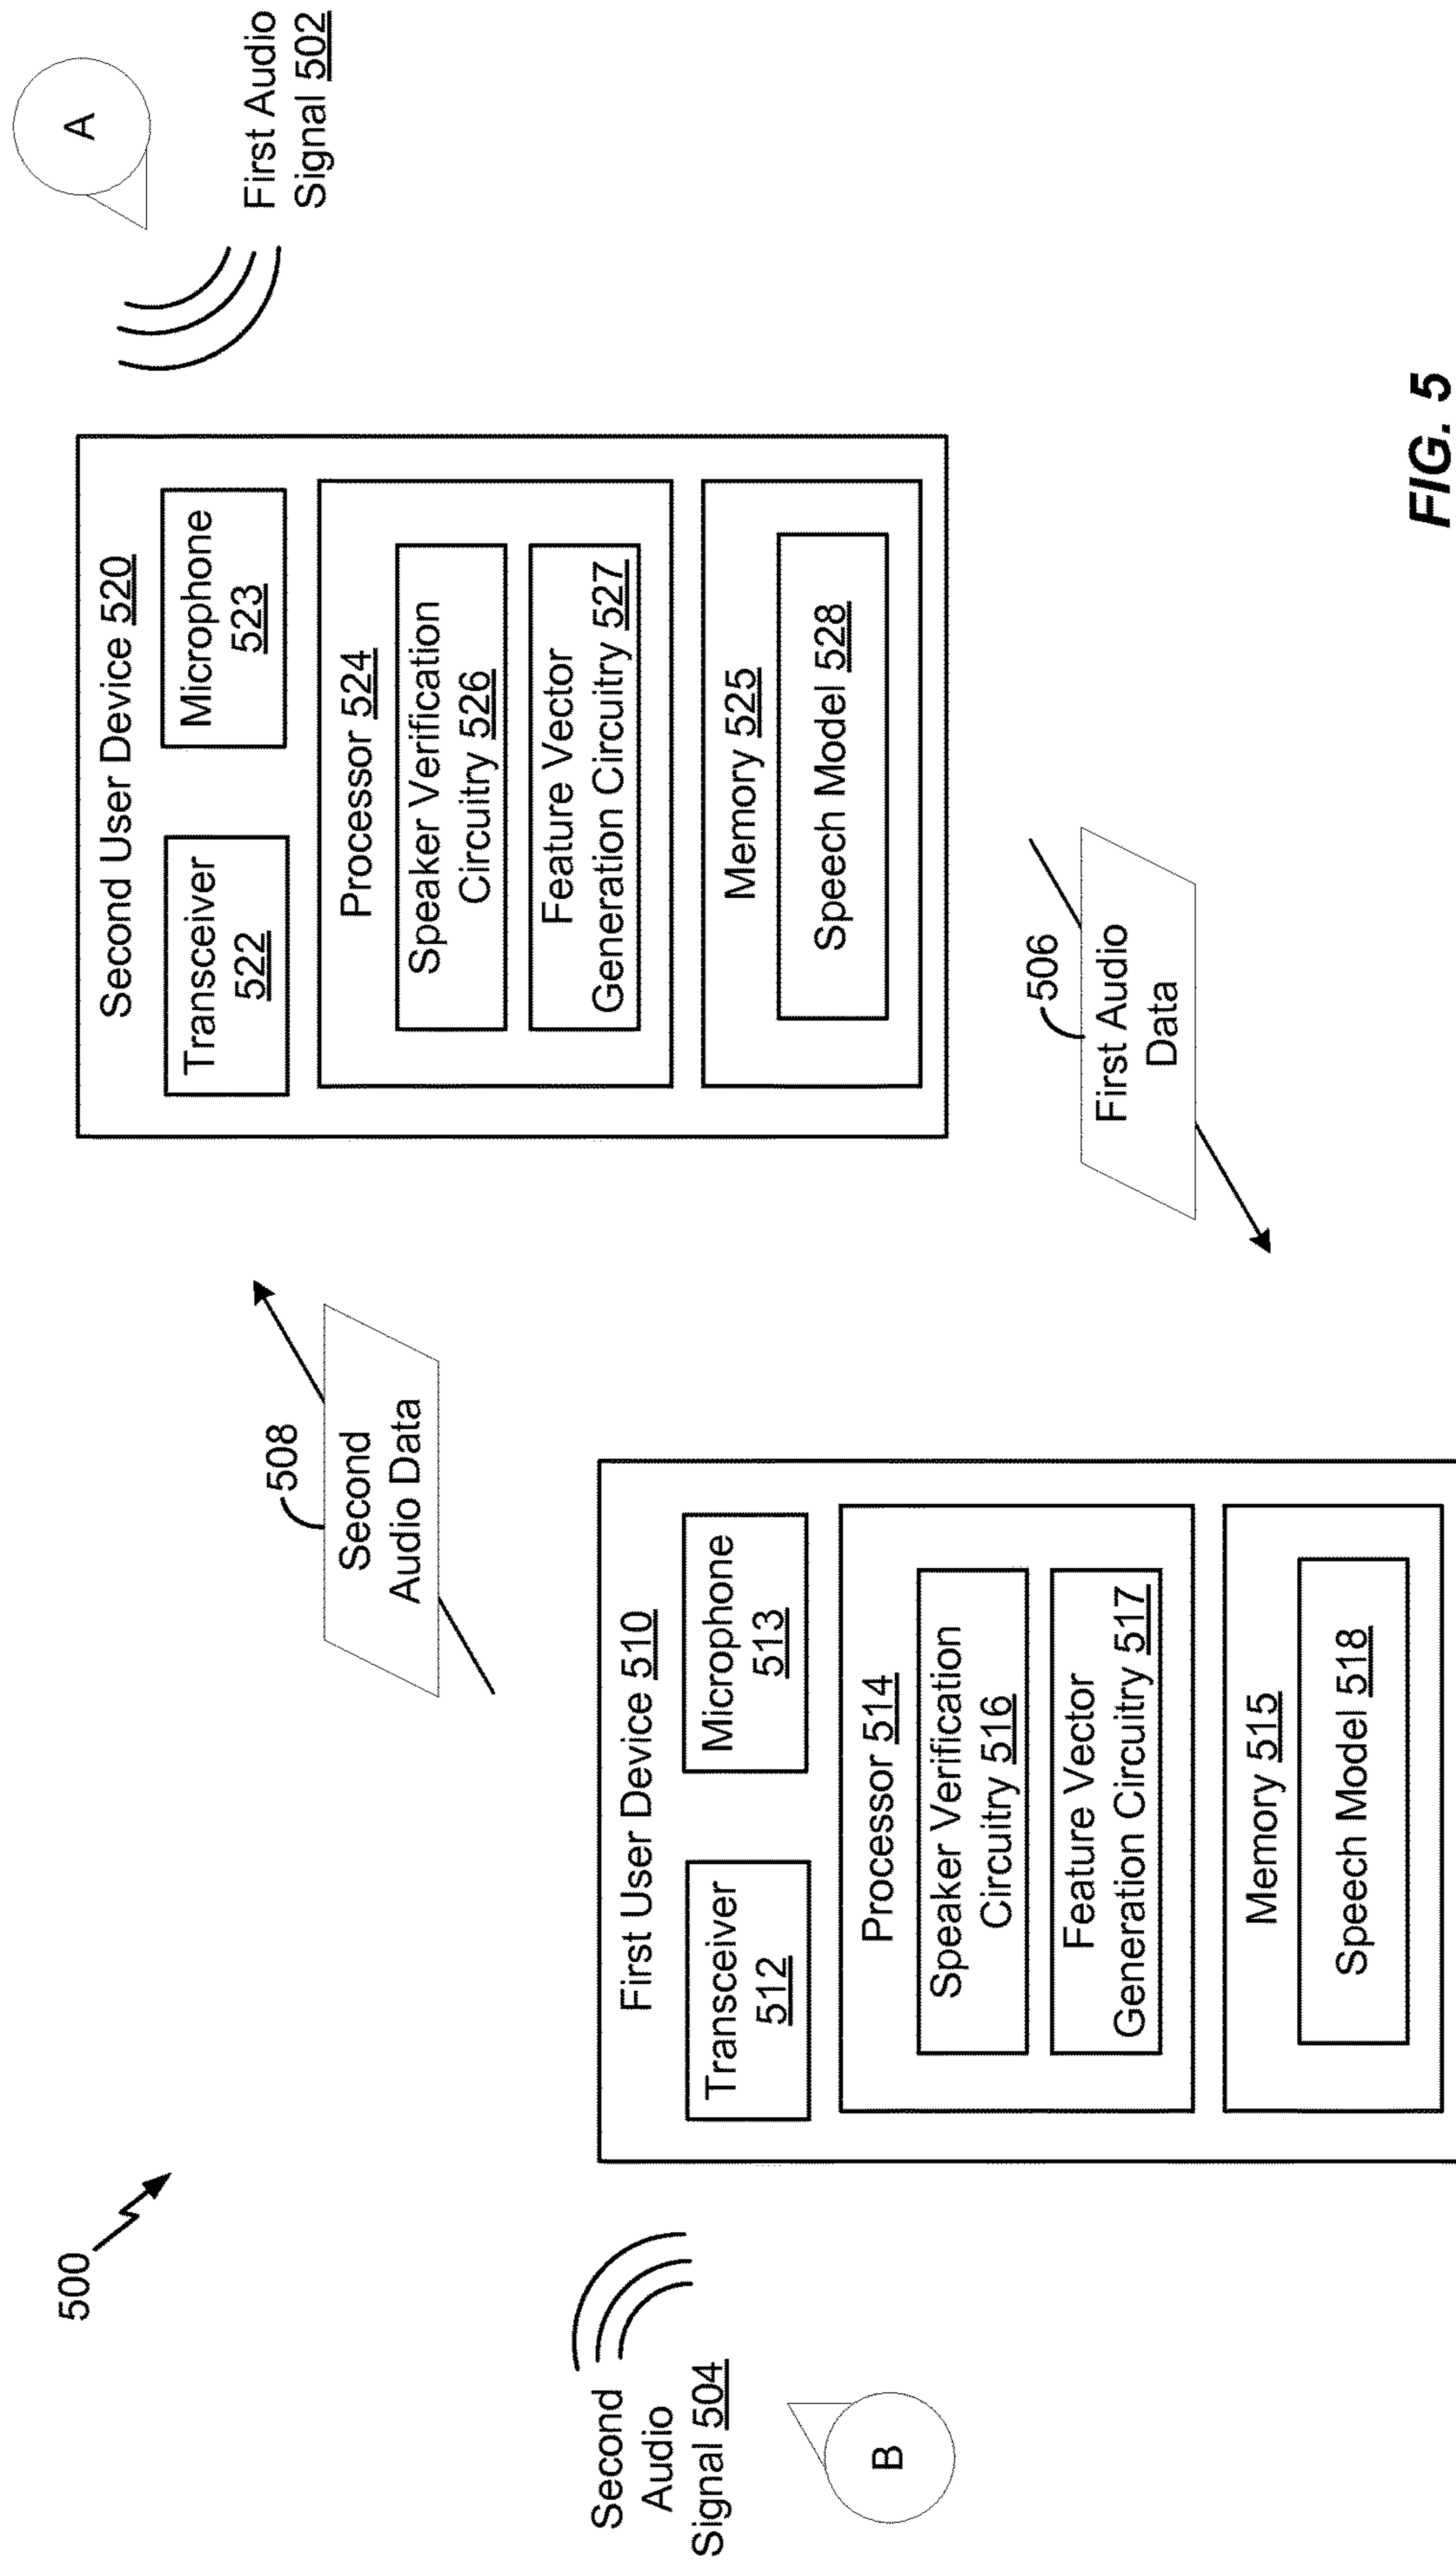 500
Second
Audio
Signal 504
B
First User Device 510
Transceiver
512
Microphone
513
Processor 514
Speaker Verification
Circuitry 516
Feature Vector
Generation Circuitry 517
Memory 515
Speech Model 518
508
Second
Audio Data
Second User Device 520
Transceiver
522
Microphone
523
Processor 524
Speaker Verification
Circuitry 526
Feature Vector
Generation Circuitry 527
Memory 525
Speech Model 528
506
First Audio
Data
A
First Audio
Signal 502
FIG. 5